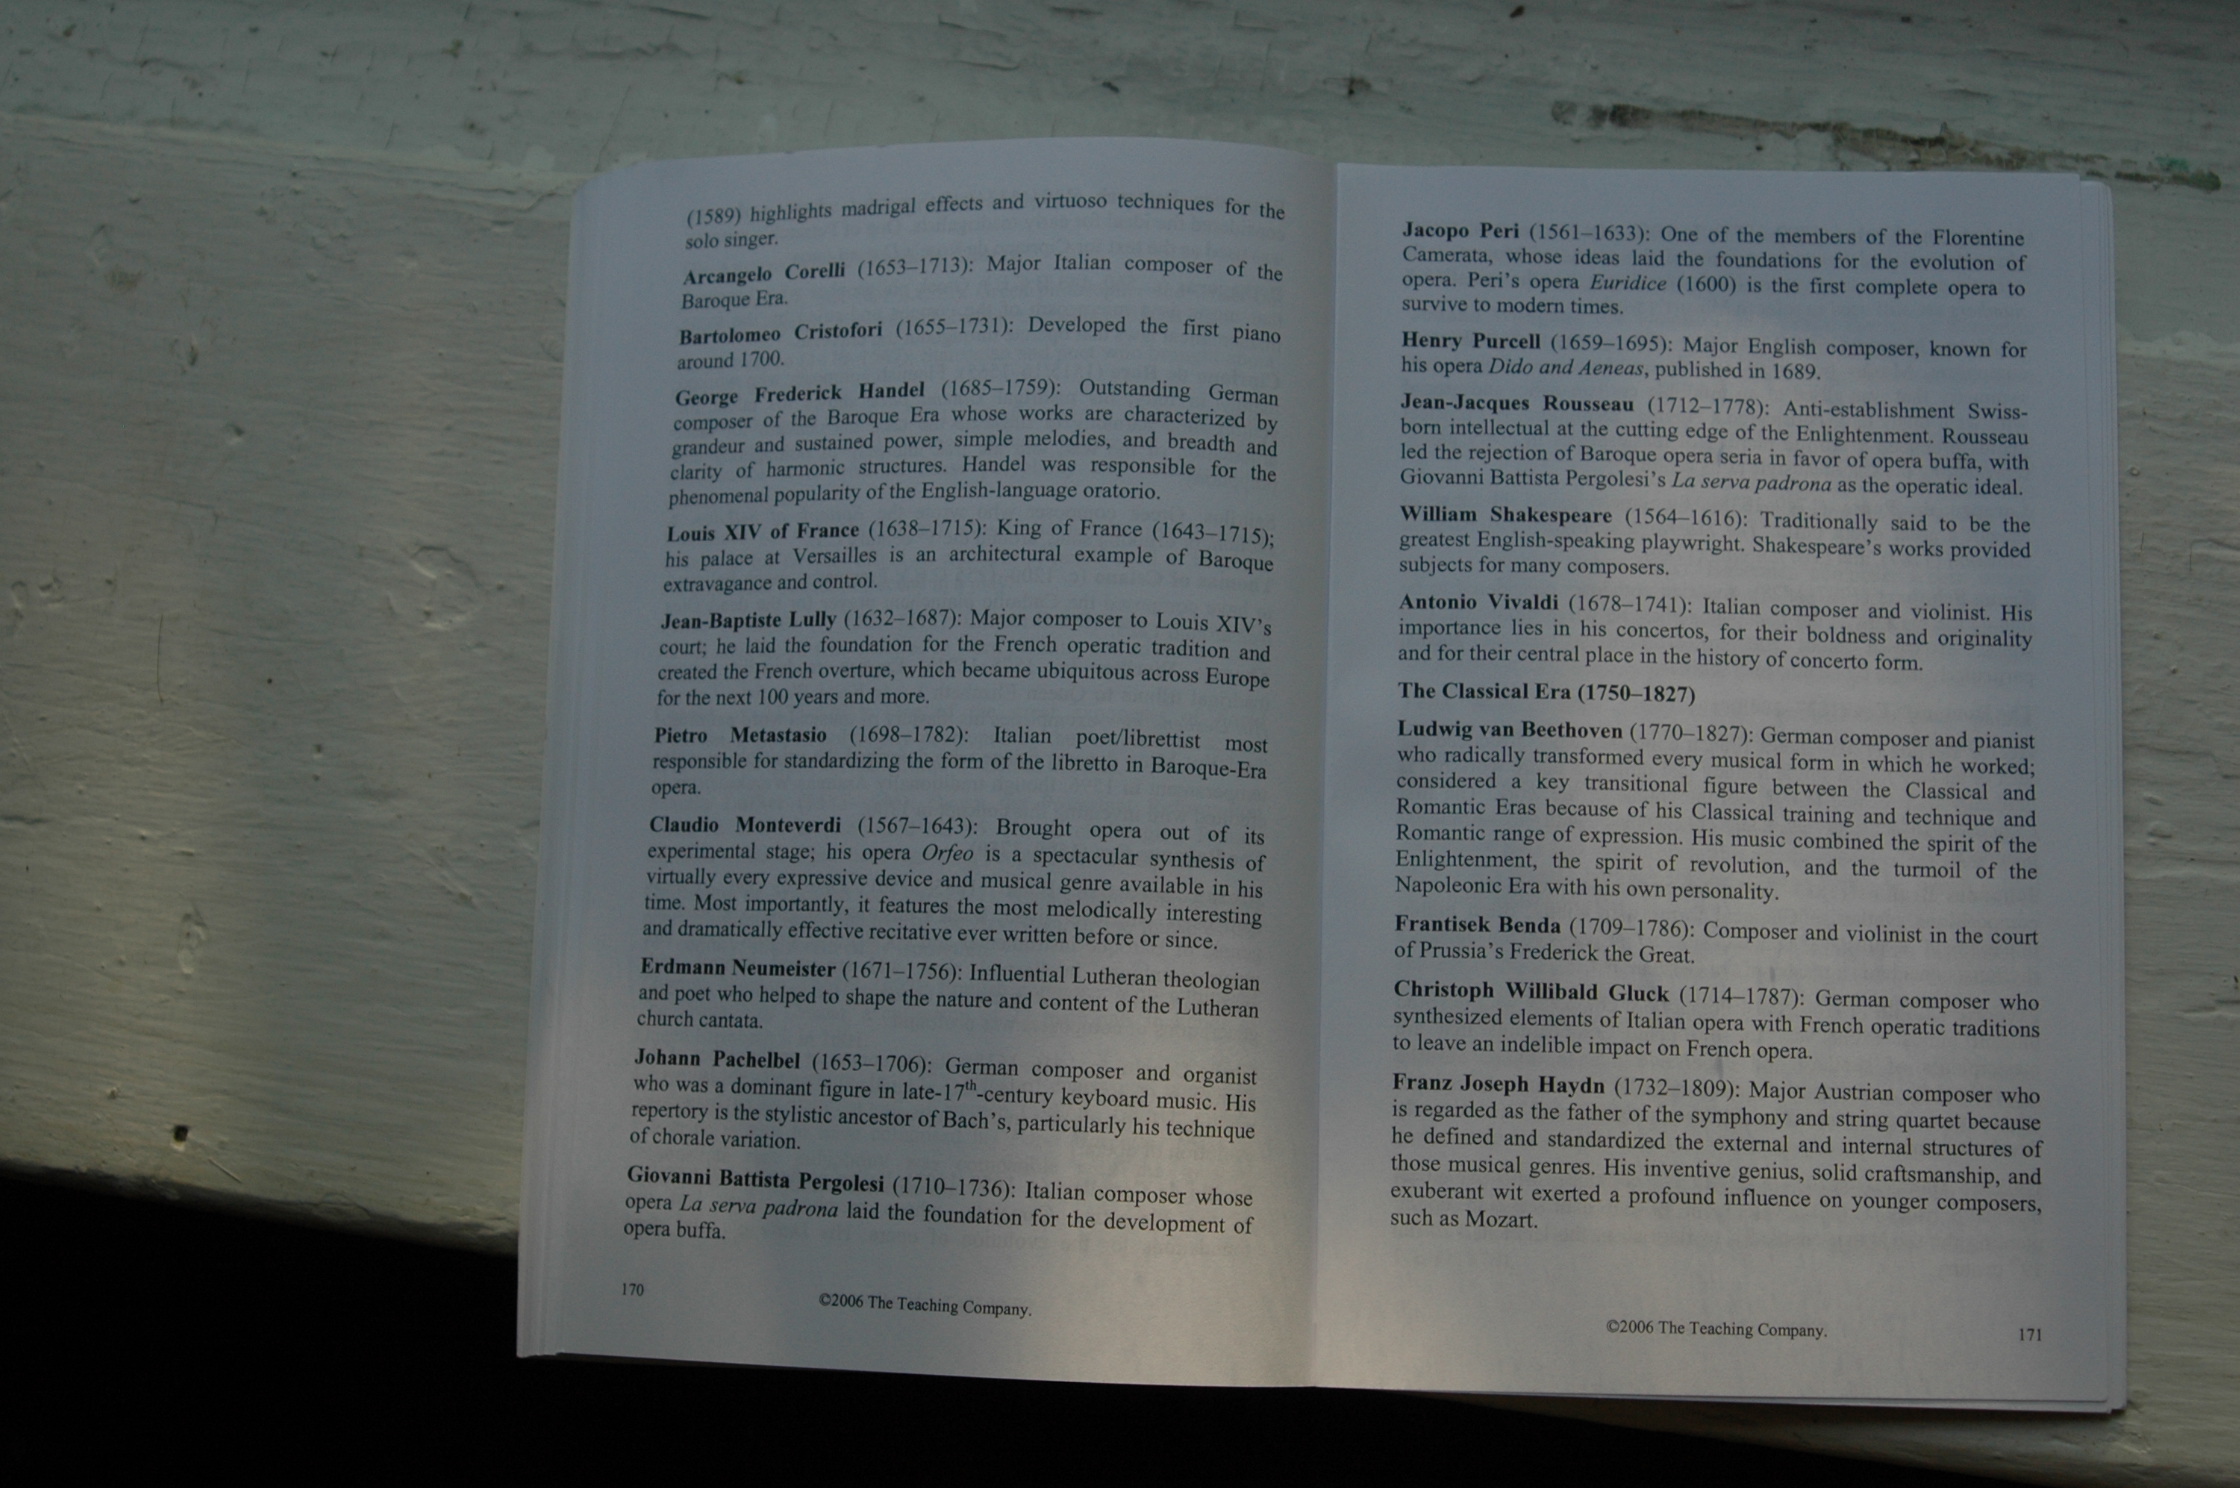 (1589) highlights madrigal effects and virtuoso techniques for the
solo singer.
Arcangelo Corelli (1653–1713): Major Italian composer of the
Baroque Era.
Bartolomeo Cristofori (1655–1731): Developed the first piano
around 1700.
George Frederick Handel (1685–1759): Outstanding German
composer of the Baroque Era whose works are characterized by
grandeur and sustained power, simple melodies, and breadth and
clarity of harmonic structures. Handel was responsible for the
phenomenal popularity of the English-language oratorio.
Louis XIV of France (1638–1715): King of France (1643–1715);
his palace at Versailles is an architectural example of Baroque
extravagance and control.
Jean-Baptiste Lully (1632–1687): Major composer to Louis XIV's
court; he laid the foundation for the French operatic tradition and
created the French overture, which became ubiquitous across Europe
for the next 100 years and more.
Pietro Metastasio (1698–1782): Italian poet/librettist most
responsible for standardizing the form of the libretto in Baroque-Era
opera.
Claudio Monteverdi (1567–1643): Brought opera out of its
experimental stage; his opera Orfeo is a spectacular synthesis of
virtually every expressive device and musical genre available in his
time. Most importantly, it features the most melodically interesting
and dramatically effective recitative ever written before or since.
Erdmann Neumeister (1671–1756): Influential Lutheran theologian
and poet who helped to shape the nature and content of the Lutheran
church cantata.
Johann Pachelbel (1653–1706): German composer and organist
who was a dominant figure in late-17th-century keyboard music. His
repertory is the stylistic ancestor of Bach's, particularly his technique
of chorale variation.
Giovanni Battista Pergolesi (1710–1736): Italian composer whose
opera La serva padrona laid the foundation for the development of
opera buffa.
170
©2006 The Teaching Company.
Jacopo Peri (1561–1633): One of the members of the Florentine
Camerata, whose ideas laid the foundations for the evolution of
opera. Peri's opera Euridice (1600) is the first complete opera to
survive to modern times.
Henry Purcell (1659–1695): Major English composer, known for
his opera Dido and Aeneas, published in 1689.
Jean-Jacques Rousseau (1712–1778): Anti-establishment Swiss-
born intellectual at the cutting edge of the Enlightenment. Rousseau
led the rejection of Baroque opera seria in favor of opera buffa, with
Giovanni Battista Pergolesi's La serva padrona as the operatic ideal.
William Shakespeare (1564–1616): Traditionally said to be the
greatest English-speaking playwright. Shakespeare's works provided
subjects for many composers.
Antonio Vivaldi (1678–1741): Italian composer and violinist. His
importance lies in his concertos, for their boldness and originality
and for their central place in the history of concerto form.
The Classical Era (1750–1827)
Ludwig van Beethoven (1770–1827): German composer and pianist
who radically transformed every musical form in which he worked;
considered a key transitional figure between the Classical and
Romantic Eras because of his Classical training and technique and
Romantic range of expression. His music combined the spirit of the
Enlightenment, the spirit of revolution, and the turmoil of the
Napoleonic Era with his own personality.
Frantisek Benda (1709–1786): Composer and violinist in the court
of Prussia's Frederick the Great.
Christoph Willibald Gluck (1714–1787): German composer who
synthesized elements of Italian opera with French operatic traditions
to leave an indelible impact on French opera.
Franz Joseph Haydn (1732–1809): Major Austrian composer who
is regarded as the father of the symphony and string quartet because
he defined and standardized the external and internal structures of
those musical genres. His inventive genius, solid craftsmanship, and
exuberant wit exerted a profound influence on younger composers,
such as Mozart.
©2006 The Teaching Company.
171